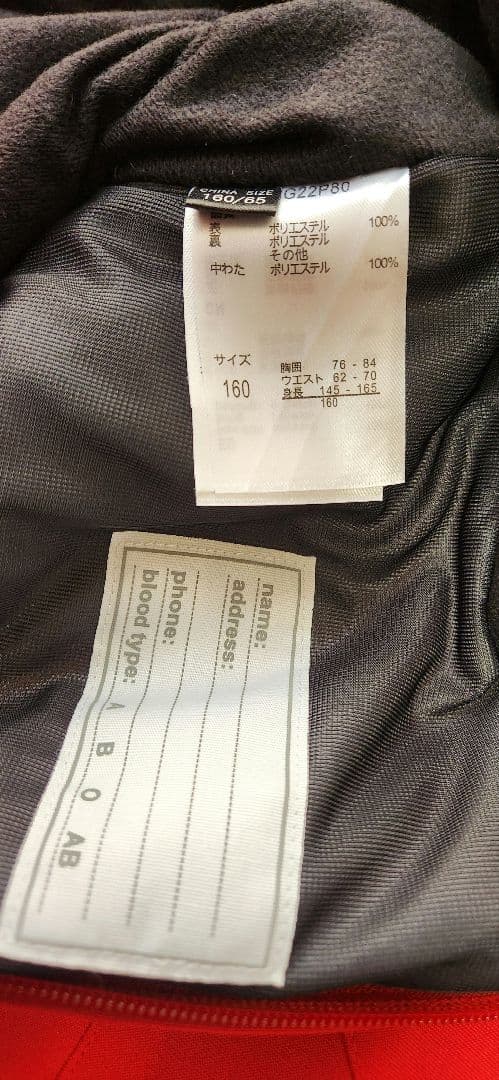 CHINA SIZE
160/65
G22P80
表 ポリエステル 100%
裏 ポリエステル
その他
中わた ポリエステル 100%
サイズ
160
胸囲 76 - 84
ウエスト 62 - 70
身長 145 - 165
160
name:
address:
phone:
blood type: A B O AB